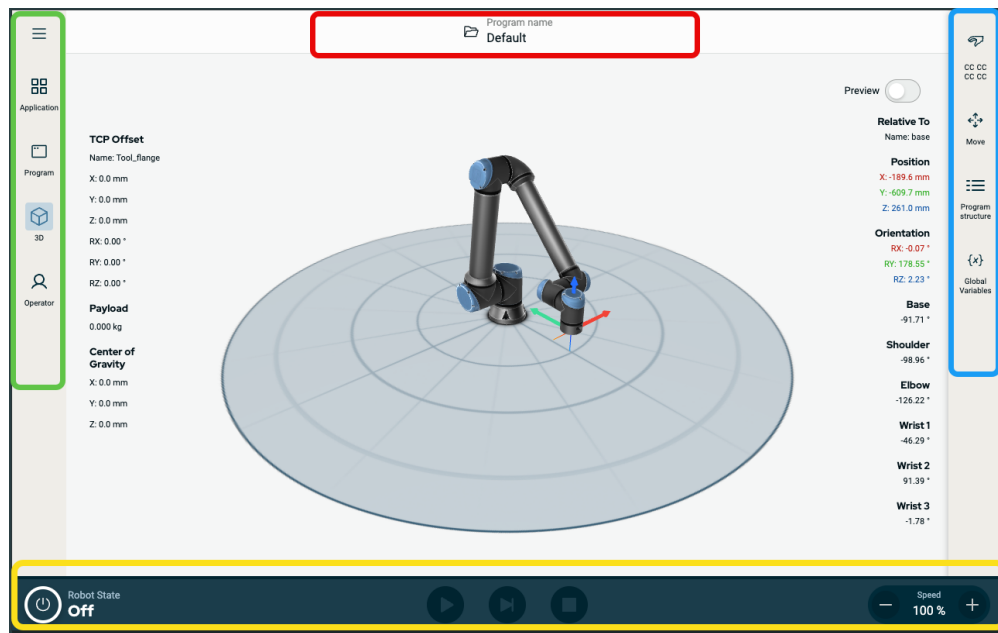 Program name
Default
Application
Program
3D
Operator
TCP Offset
Name: Tool_flange
X: 0.0 mm
Y: 0.0 mm
Z: 0.0 mm
RX: 0.00 °
RY: 0.00 °
RZ: 0.00 °
Payload
0.000 kg
Center of
Gravity
X: 0.0 mm
Y: 0.0 mm
Z: 0.0 mm
Preview
Relative To
Name: base
Position
X: -189.6 mm
Y: -609.7 mm
Z: 261.0 mm
Orientation
RX: -0.07 °
RY: 178.55 °
RZ: 2.23 °
Base
-91.71 °
Shoulder
-98.96 °
Elbow
-126.22 °
Wrist 1
-46.29 °
Wrist 2
91.39 °
Wrist 3
-1.78 °
CC CC
CC CC
Move
Program
structure
{x}
Global
Variables
Robot State
Off
Speed
100 %